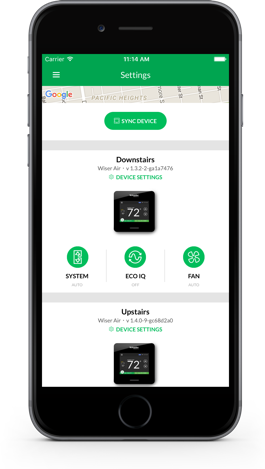 Carrier 11:14 AM
Settings
Google PACIFIC HEIGHTS
SYNC DEVICE
Downstairs
Wiser Air · v 1.3.2-2-ga1a7476
DEVICE SETTINGS
72
SYSTEM ECO IQ FAN
AUTO OFF AUTO
Upstairs
Wiser Air · v 1.4.0-9-gc68d2a0
DEVICE SETTINGS
72